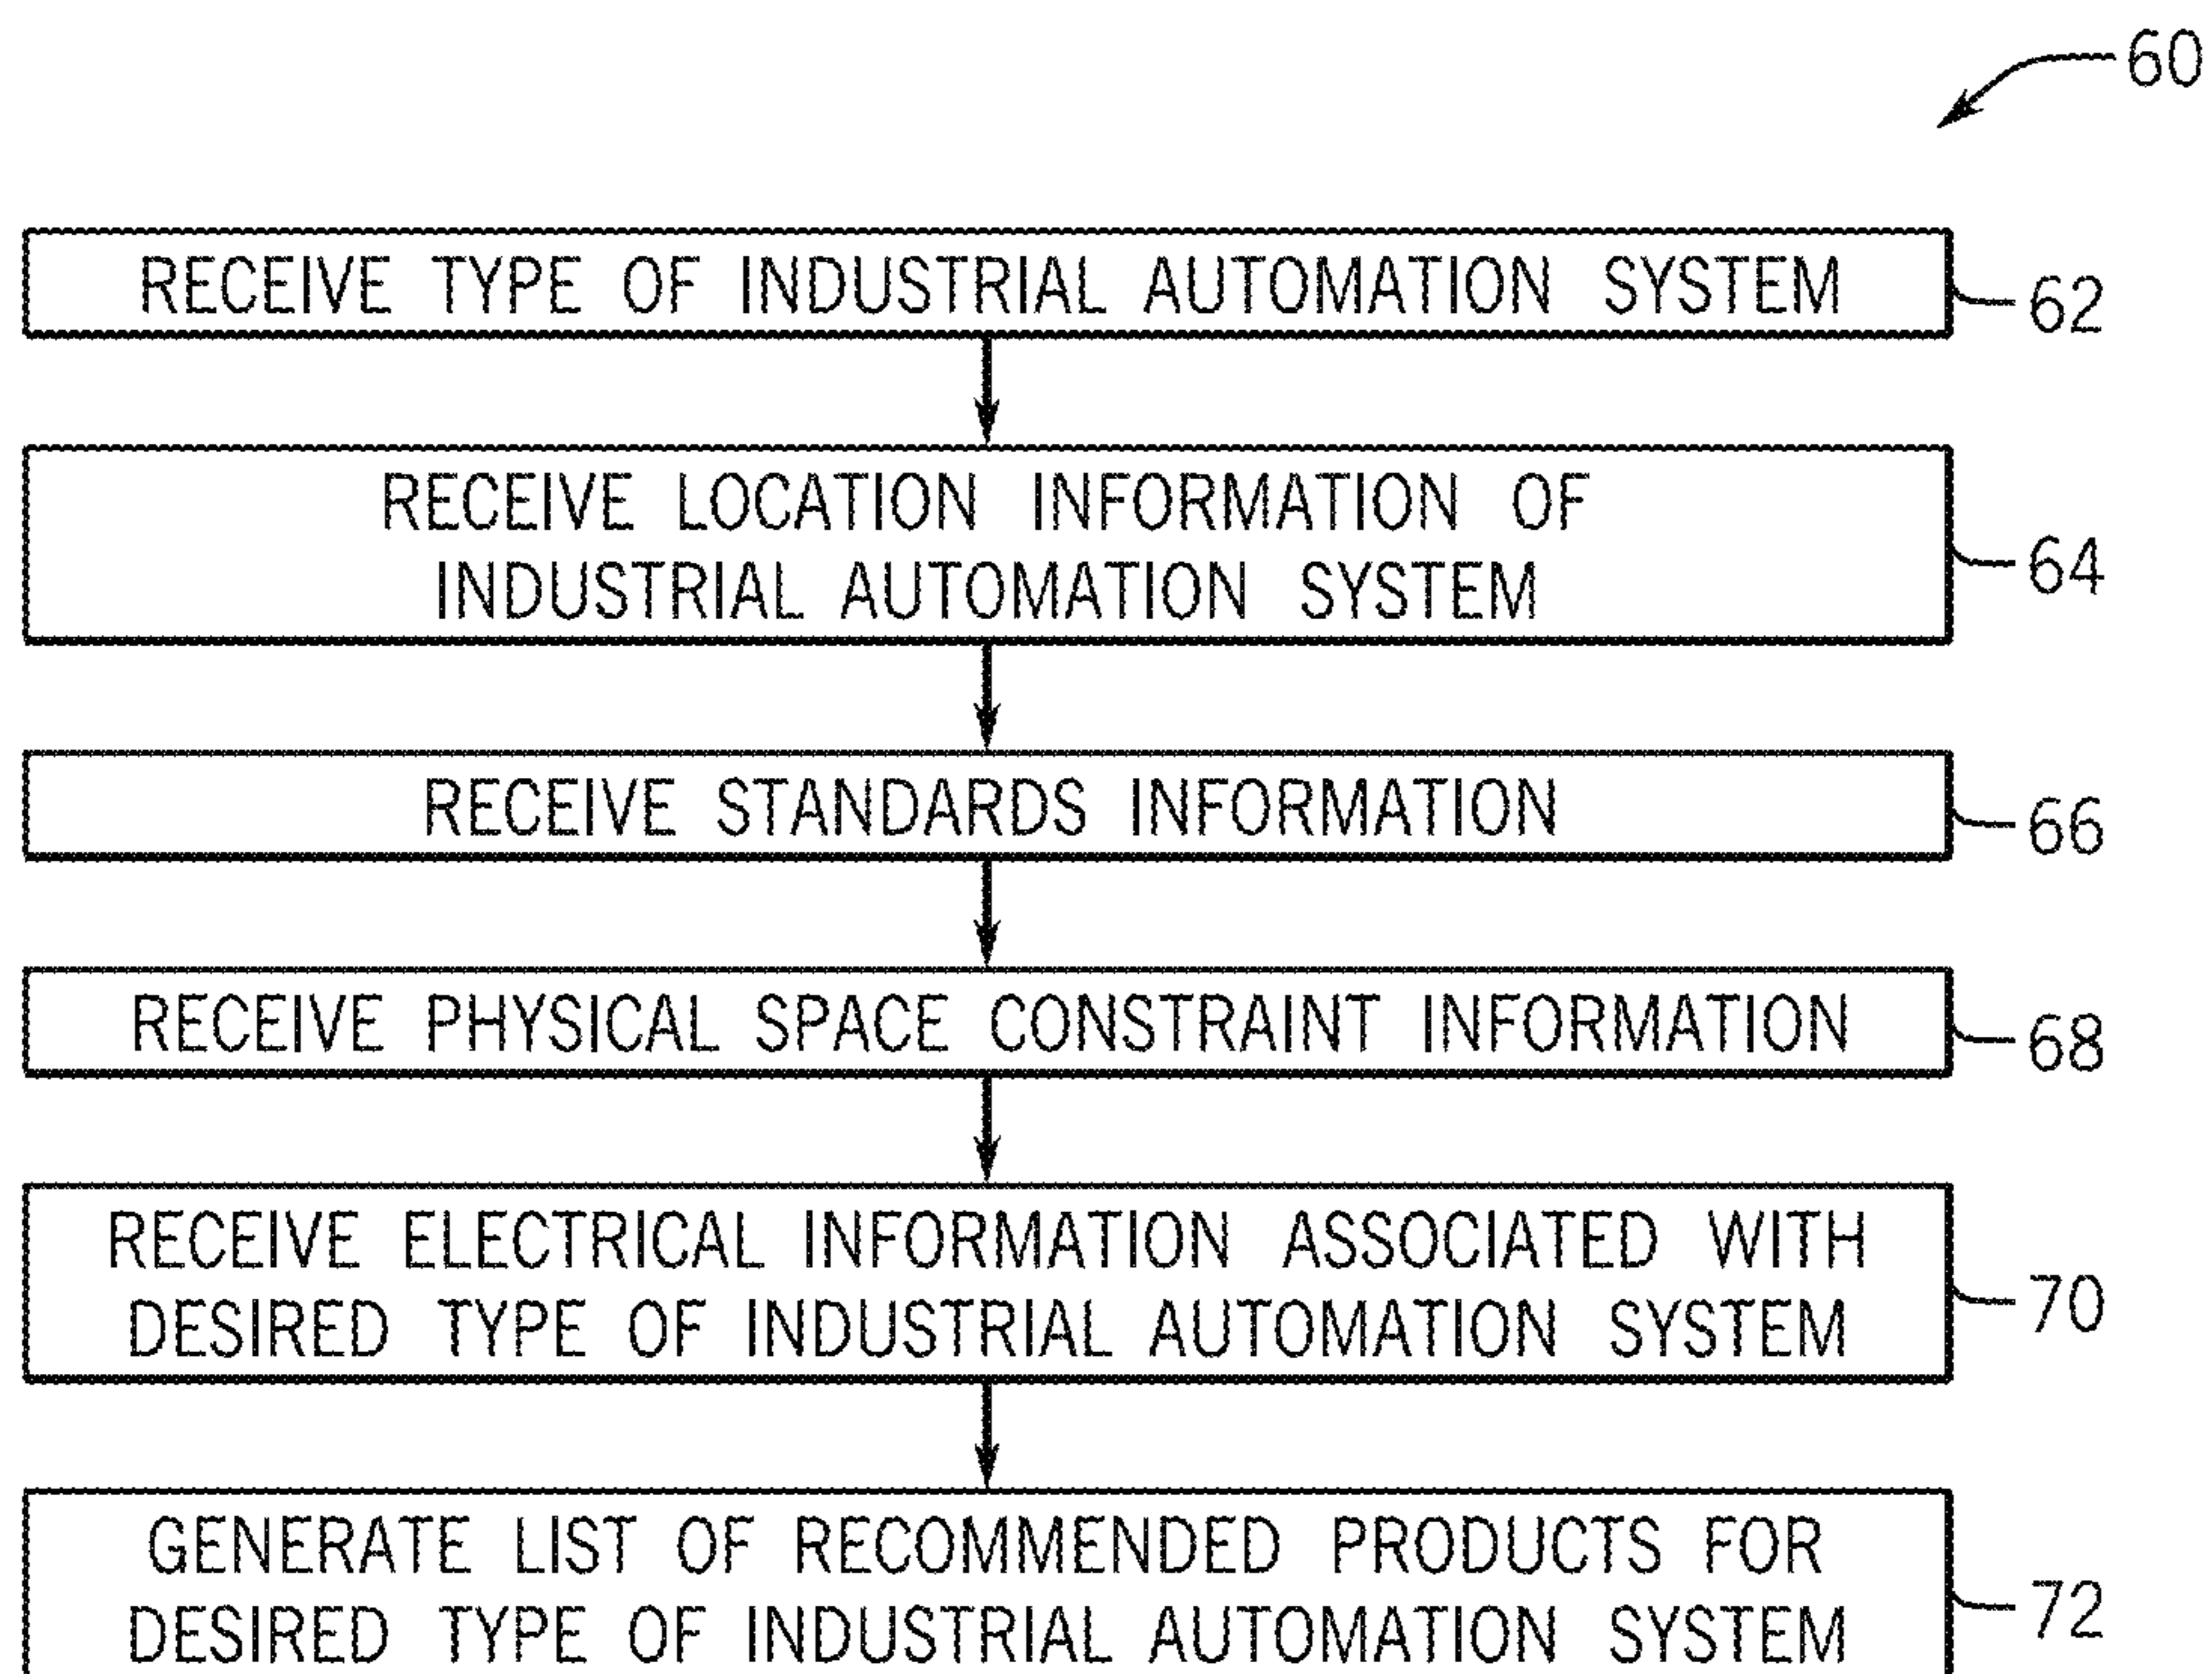 60
RECEIVE TYPE OF INDUSTRIAL AUTOMATION SYSTEM
62
RECEIVE LOCATION INFORMATION OF
INDUSTRIAL AUTOMATION SYSTEM
64
RECEIVE STANDARDS INFORMATION
66
RECEIVE PHYSICAL SPACE CONSTRAINT INFORMATION
68
RECEIVE ELECTRICAL INFORMATION ASSOCIATED WITH
DESIRED TYPE OF INDUSTRIAL AUTOMATION SYSTEM
70
GENERATE LIST OF RECOMMENDED PRODUCTS FOR
DESIRED TYPE OF INDUSTRIAL AUTOMATION SYSTEM
72